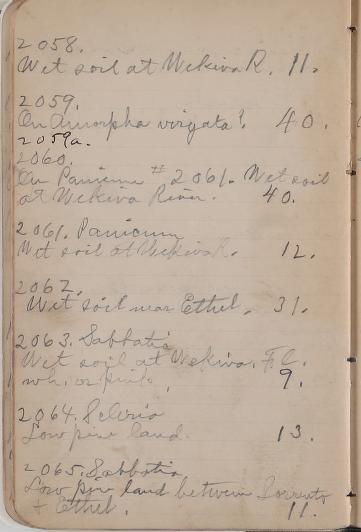 2058.
Wet soil at Wekiva R. 11.
2059.
On Amorpha virgata? 40.
2059a.
2060.
On Panicum # 2061. Wet soil
at Wekiva River. 40.
2061. Panicum
Wet soil at Wekiva R. 12.
2062.
Wet soil near Ethel. 31.
2063. Sabbatia
Wet soil at Wekiva. Fl.
wh. or pink. 9.
2064. Scleria
Low pine land. 13.
2065. Sabbatia
Low pine land between Sorrento
+ Ethel. 11.